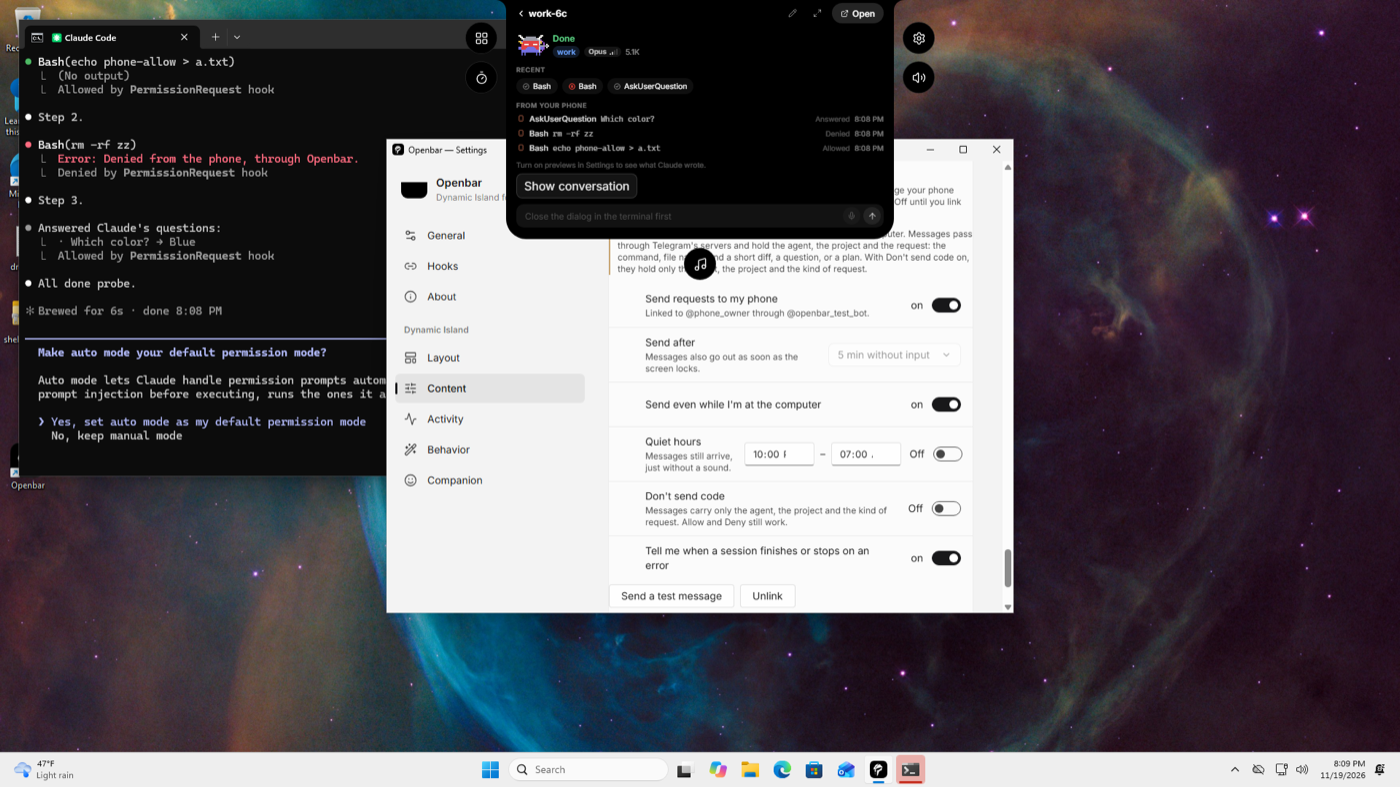 Claude Code
Bash(echo phone-allow > a.txt)
(No output)
Allowed by PermissionRequest hook
Step 2.
Bash(rm -rf zz)
Error: Denied from the phone, through Openbar.
Denied by PermissionRequest hook
Step 3.
Answered Claude's questions:
· Which color? → Blue
Allowed by PermissionRequest hook
All done probe.
Brewed for 6s · done 8:08 PM
Make auto mode your default permission mode?
Auto mode lets Claude handle permission prompts autom
prompt injection before executing, runs the ones it a
❯ Yes, set auto mode as my default permission mode
No, keep manual mode
Openbar
work-6c
Open
Done
work
Opus
5.1K
RECENT
Bash
Bash
AskUserQuestion
FROM YOUR PHONE
AskUserQuestion Which color? Answered 8:08 PM
Bash rm -rf zz Denied 8:08 PM
Bash echo phone-allow > a.txt Allowed 8:08 PM
Turn on previews in Settings to see what Claude wrote.
Show conversation
Close the dialog in the terminal first
Openbar — Settings
Openbar
Dynamic Island f
General
Hooks
About
Dynamic Island
Layout
Content
Activity
Behavior
Companion
ge your phone
Off until you link
uter. Messages pass
through Telegram's servers and hold the agent, the project and the request: the
command, file n nd a short diff, a question, or a plan. With Don't send code on,
they hold only th , the project and the kind of request.
Send requests to my phone
Linked to @phone_owner through @openbar_test_bot.
on
Send after
Messages also go out as soon as the
screen locks.
5 min without input
Send even while I'm at the computer
on
Quiet hours
Messages still arrive,
just without a sound.
10:00
–
07:00
Off
Don't send code
Messages carry only the agent, the project and the kind of
request. Allow and Deny still work.
Off
Tell me when a session finishes or stops on an
error
on
Send a test message
Unlink
47°F
Light rain
Search
8:09 PM
11/19/2026